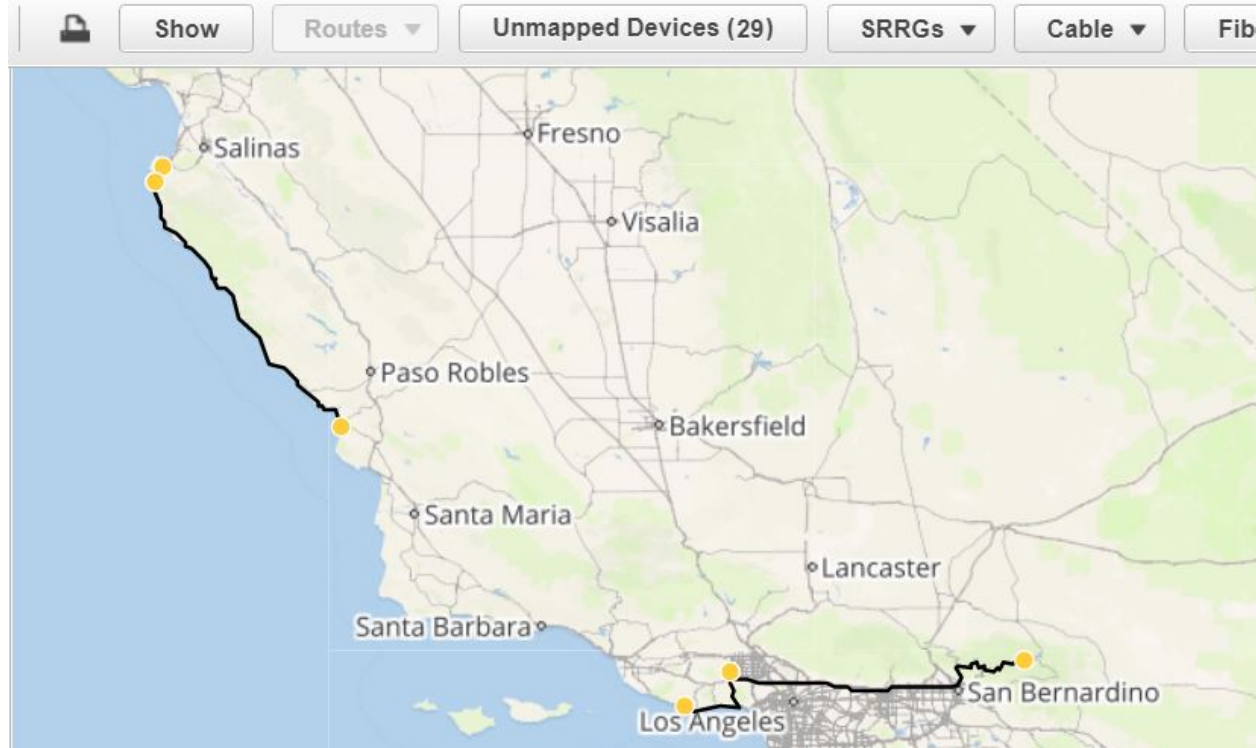 Show
Routes
Unmapped Devices (29)
SRRGs
Cable
Fib
Salinas
Fresno
Visalia
Paso Robles
Bakersfield
Santa Maria
Lancaster
Santa Barbara
San Bernardino
Los Angeles